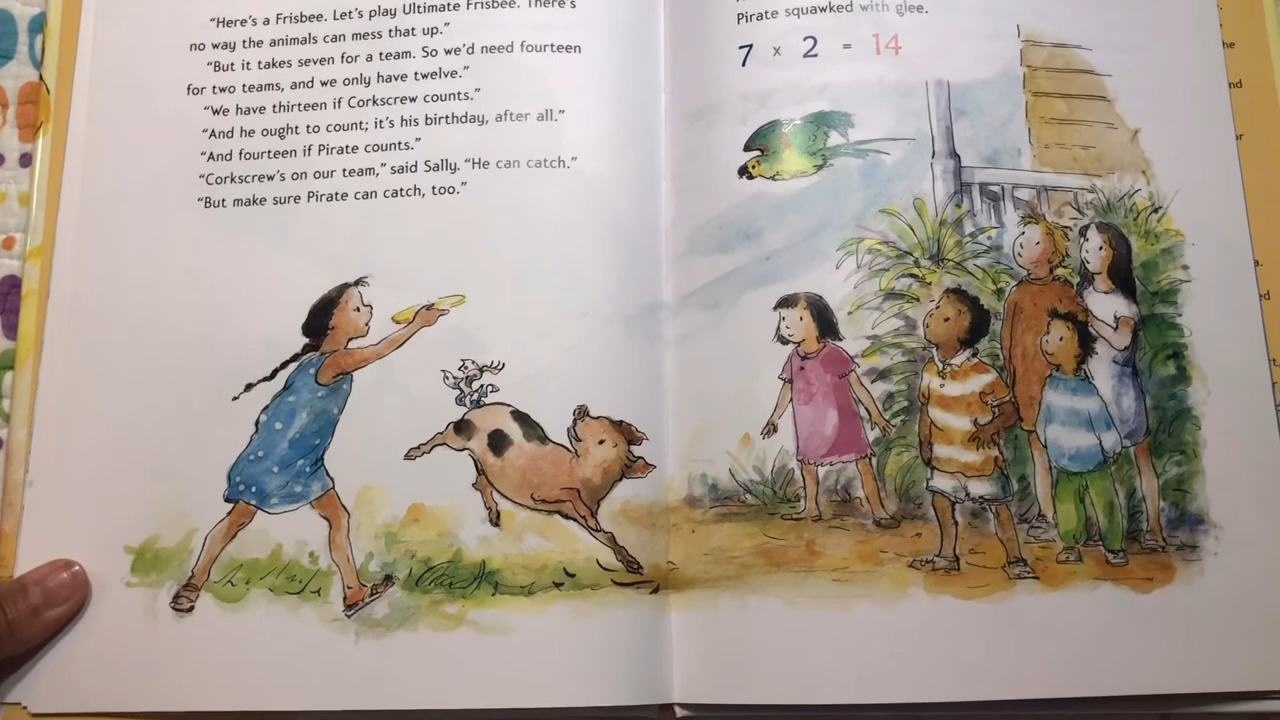 "Here's a Frisbee. Let's play Ultimate Frisbee. There's
no way the animals can mess that up."
"But it takes seven for a team. So we'd need fourteen
for two teams, and we only have twelve."
"We have thirteen if Corkscrew counts."
"And he ought to count; it's his birthday, after all."
"And fourteen if Pirate counts."
"Corkscrew's on our team," said Sally. "He can catch."
"But make sure Pirate can catch, too."
Pirate squawked with glee.
7 x 2 = 14